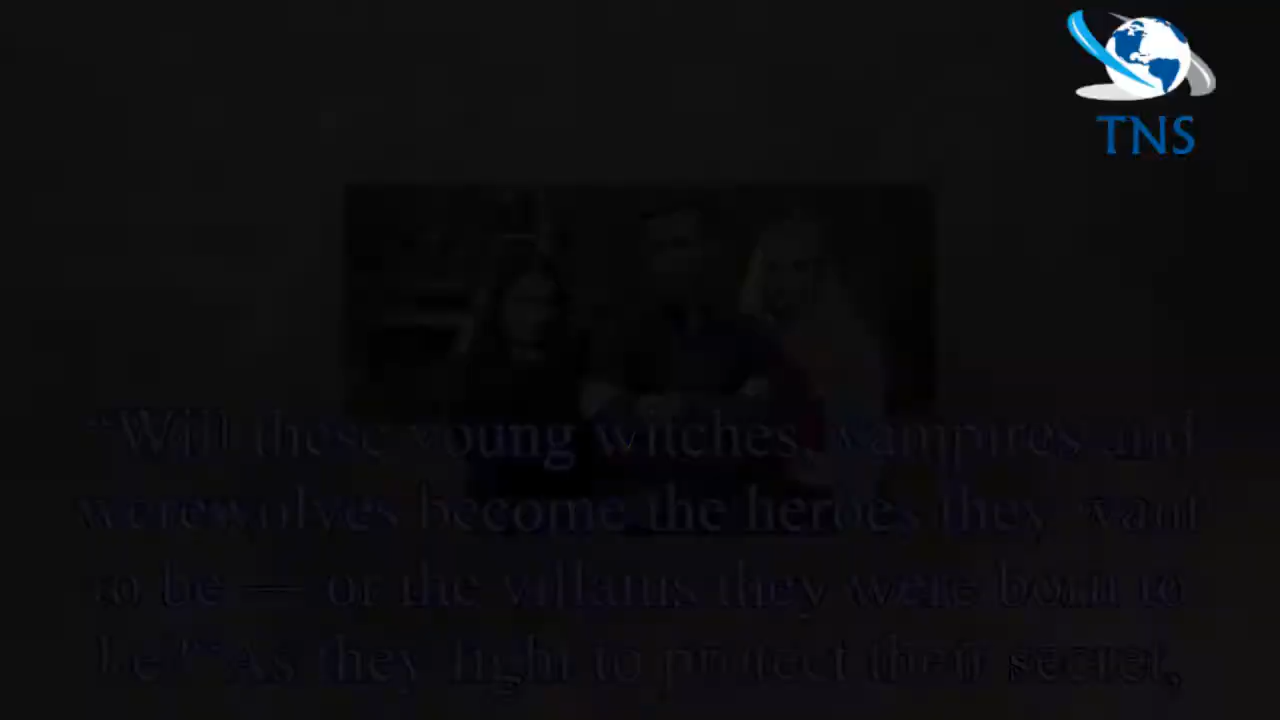 TNS
“Will these young witches, vampires and
werewolves become the heroes they want
to be — or the villains they were born to
be?” As they fight to protect their secret,